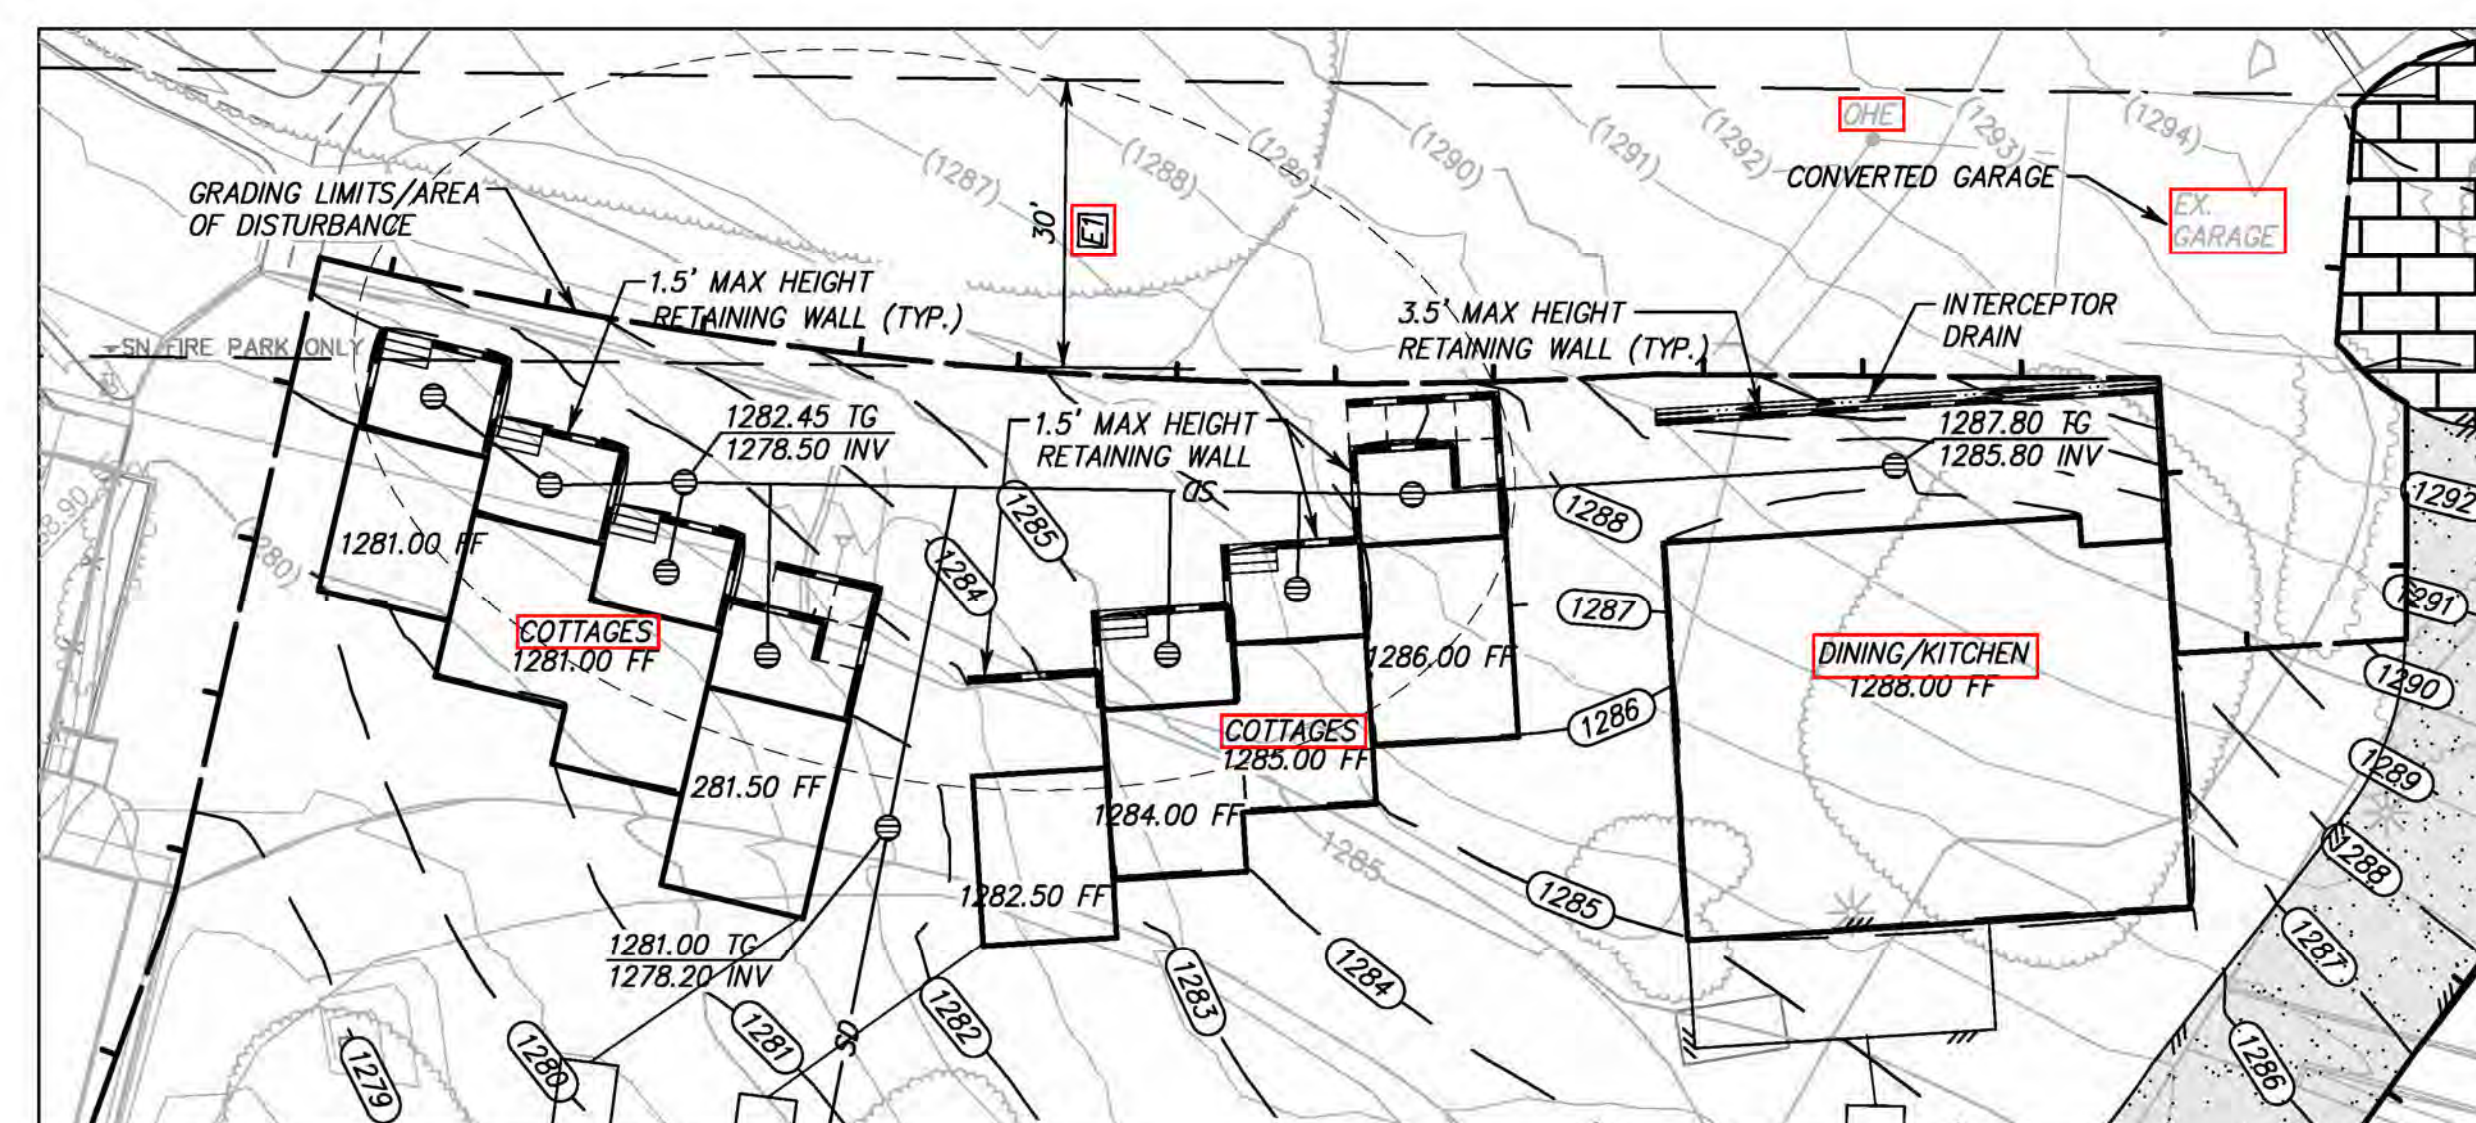 OHE
(1293)
(1294)
(1292)
(1291)
(1290)
(1289)
(1288)
(1287)
CONVERTED GARAGE
EX.
GARAGE
GRADING LIMITS/AREA
OF DISTURBANCE
30'
E1
1.5' MAX HEIGHT
RETAINING WALL (TYP.)
3.5' MAX HEIGHT
RETAINING WALL (TYP.)
INTERCEPTOR
DRAIN
SN FIRE PARK ONLY
1282.45 TG
1278.50 INV
1.5' MAX HEIGHT
RETAINING WALL
SD
1287.80 TG
1285.80 INV
1285
1288
1292
1281.00 FF
1284
1287
1291
COTTAGES
1281.00 FF
1286.00 FF
DINING/KITCHEN
1288.00 FF
1290
1286
COTTAGES
1285.00 FF
1289
281.50 FF
1284.00 FF
1285
1288
1282.50 FF
1285
1281.00 TG
1278.20 INV
1284
1287
1283
1282
1281
SD
1280
1279
1286